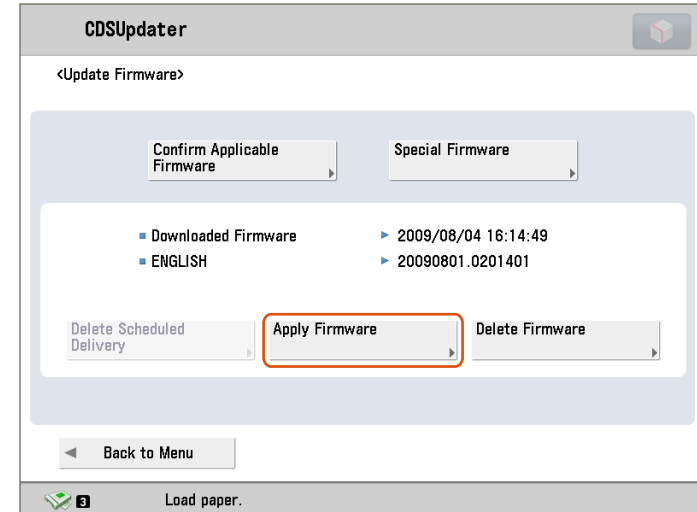 CDSUpdater
<Update Firmware>
Confirm Applicable
Firmware
Special Firmware
Downloaded Firmware
2009/08/04 16:14:49
ENGLISH
20090801.0201401
Delete Scheduled
Delivery
Apply Firmware
Delete Firmware
Back to Menu
3
Load paper.